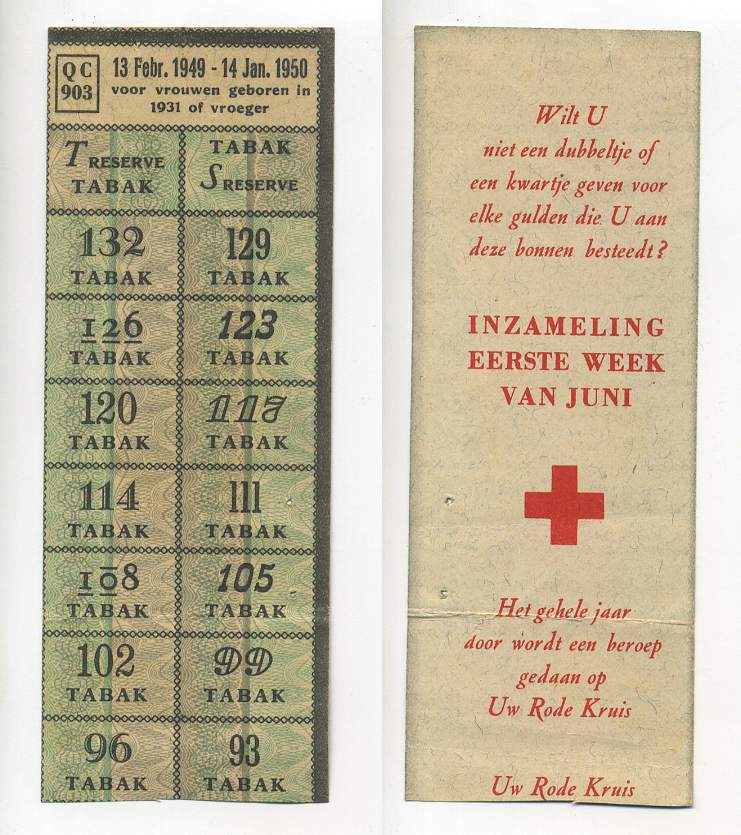 QC
903
13 Febr. 1949 - 14 Jan. 1950
voor vrouwen geboren in
1931 of vroeger
T RESERVE
TABAK
TABAK
S RESERVE
132
TABAK
129
TABAK
126
TABAK
123
TABAK
120
TABAK
117
TABAK
114
TABAK
111
TABAK
108
TABAK
105
TABAK
102
TABAK
99
TABAK
96
TABAK
93
TABAK
Wilt U
niet een dubbeltje of
een kwartje geven voor
elke gulden die U aan
deze bonnen besteedt?
INZAMELING
EERSTE WEEK
VAN JUNI
Het gehele jaar
door wordt een beroep
gedaan op
Uw Rode Kruis
Uw Rode Kruis